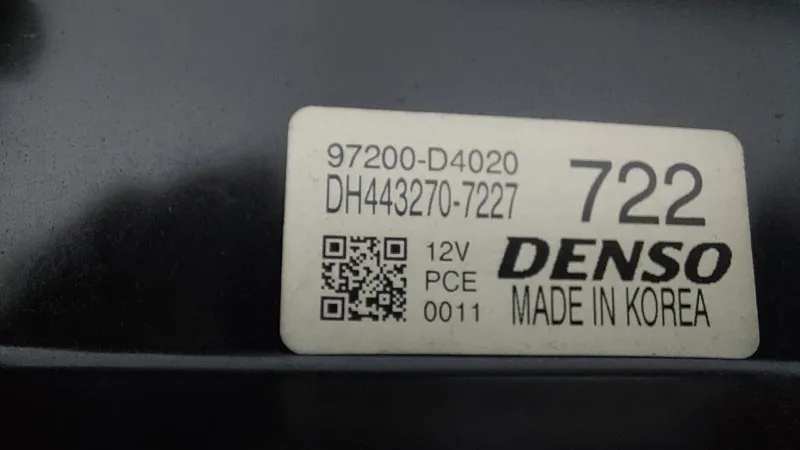 97200-D4020
DH443270-7227
722
12V
PCE
0011
DENSO
MADE IN KOREA